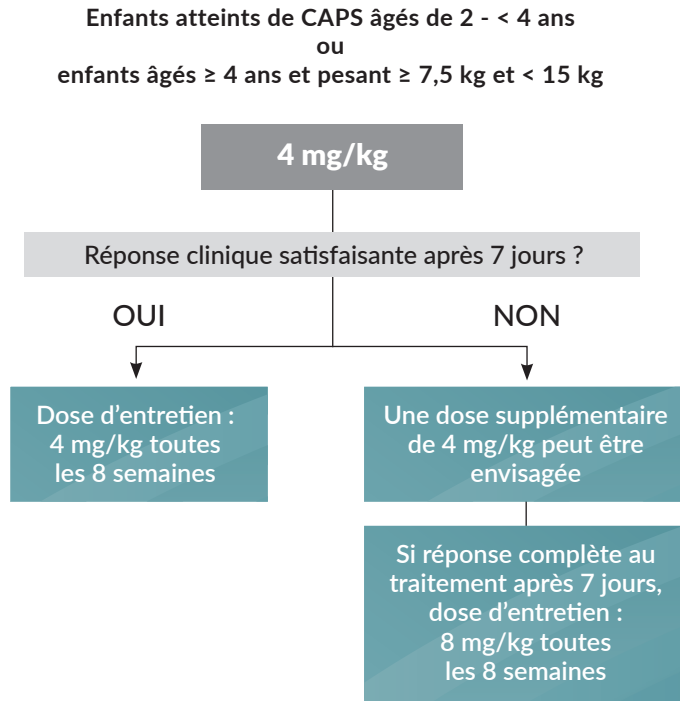 Enfants atteints de CAPS âgés de 2 - < 4 ans
ou
enfants âgés ≥ 4 ans et pesant ≥ 7,5 kg et < 15 kg
4 mg/kg
Réponse clinique satisfaisante après 7 jours ?
OUI
NON
Dose d’entretien :
4 mg/kg toutes
les 8 semaines
Une dose supplémentaire
de 4 mg/kg peut être
envisagée
Si réponse complète au
traitement après 7 jours,
dose d’entretien :
8 mg/kg toutes
les 8 semaines